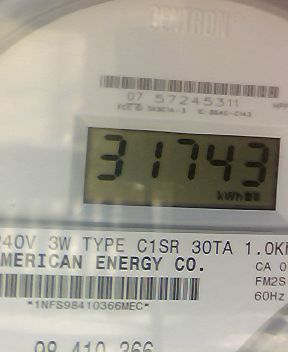 CENTRON®
07 57245311
31743
kWh
240V 3W TYPE C1SR 30TA 1.0K
AMERICAN ENERGY CO.
CA 0
FM2S
60Hz
*1NFS98410366MEC*
98 410 366